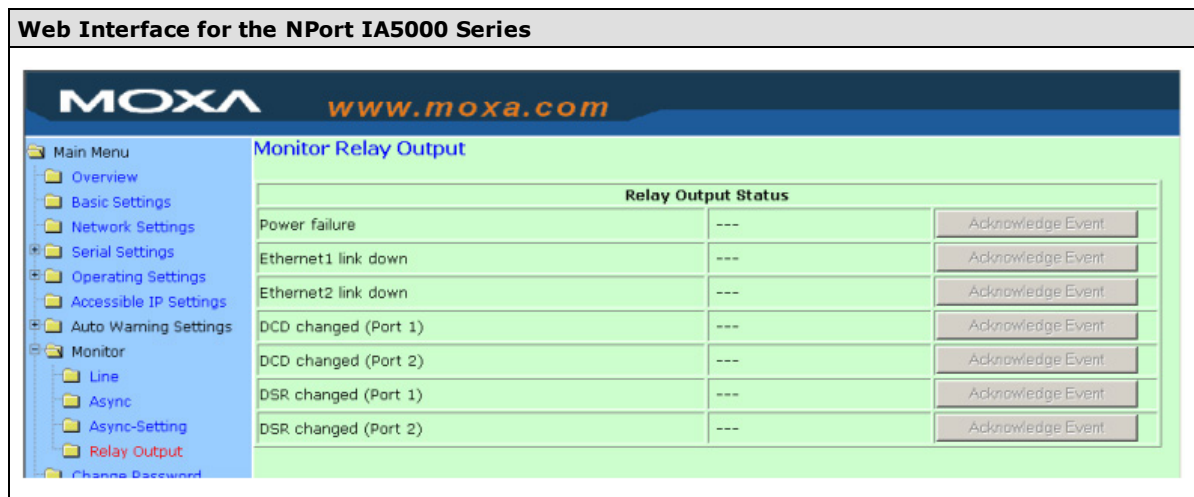 Web Interface for the NPort IA5000 Series
MOXA www.moxa.com
Main Menu
Overview
Basic Settings
Network Settings
Serial Settings
Operating Settings
Accessible IP Settings
Auto Warning Settings
Monitor
Line
Async
Async-Setting
Relay Output
Change Password
Monitor Relay Output
Relay Output Status
Power failure --- Acknowledge Event
Ethernet1 link down --- Acknowledge Event
Ethernet2 link down --- Acknowledge Event
DCD changed (Port 1) --- Acknowledge Event
DCD changed (Port 2) --- Acknowledge Event
DSR changed (Port 1) --- Acknowledge Event
DSR changed (Port 2) --- Acknowledge Event